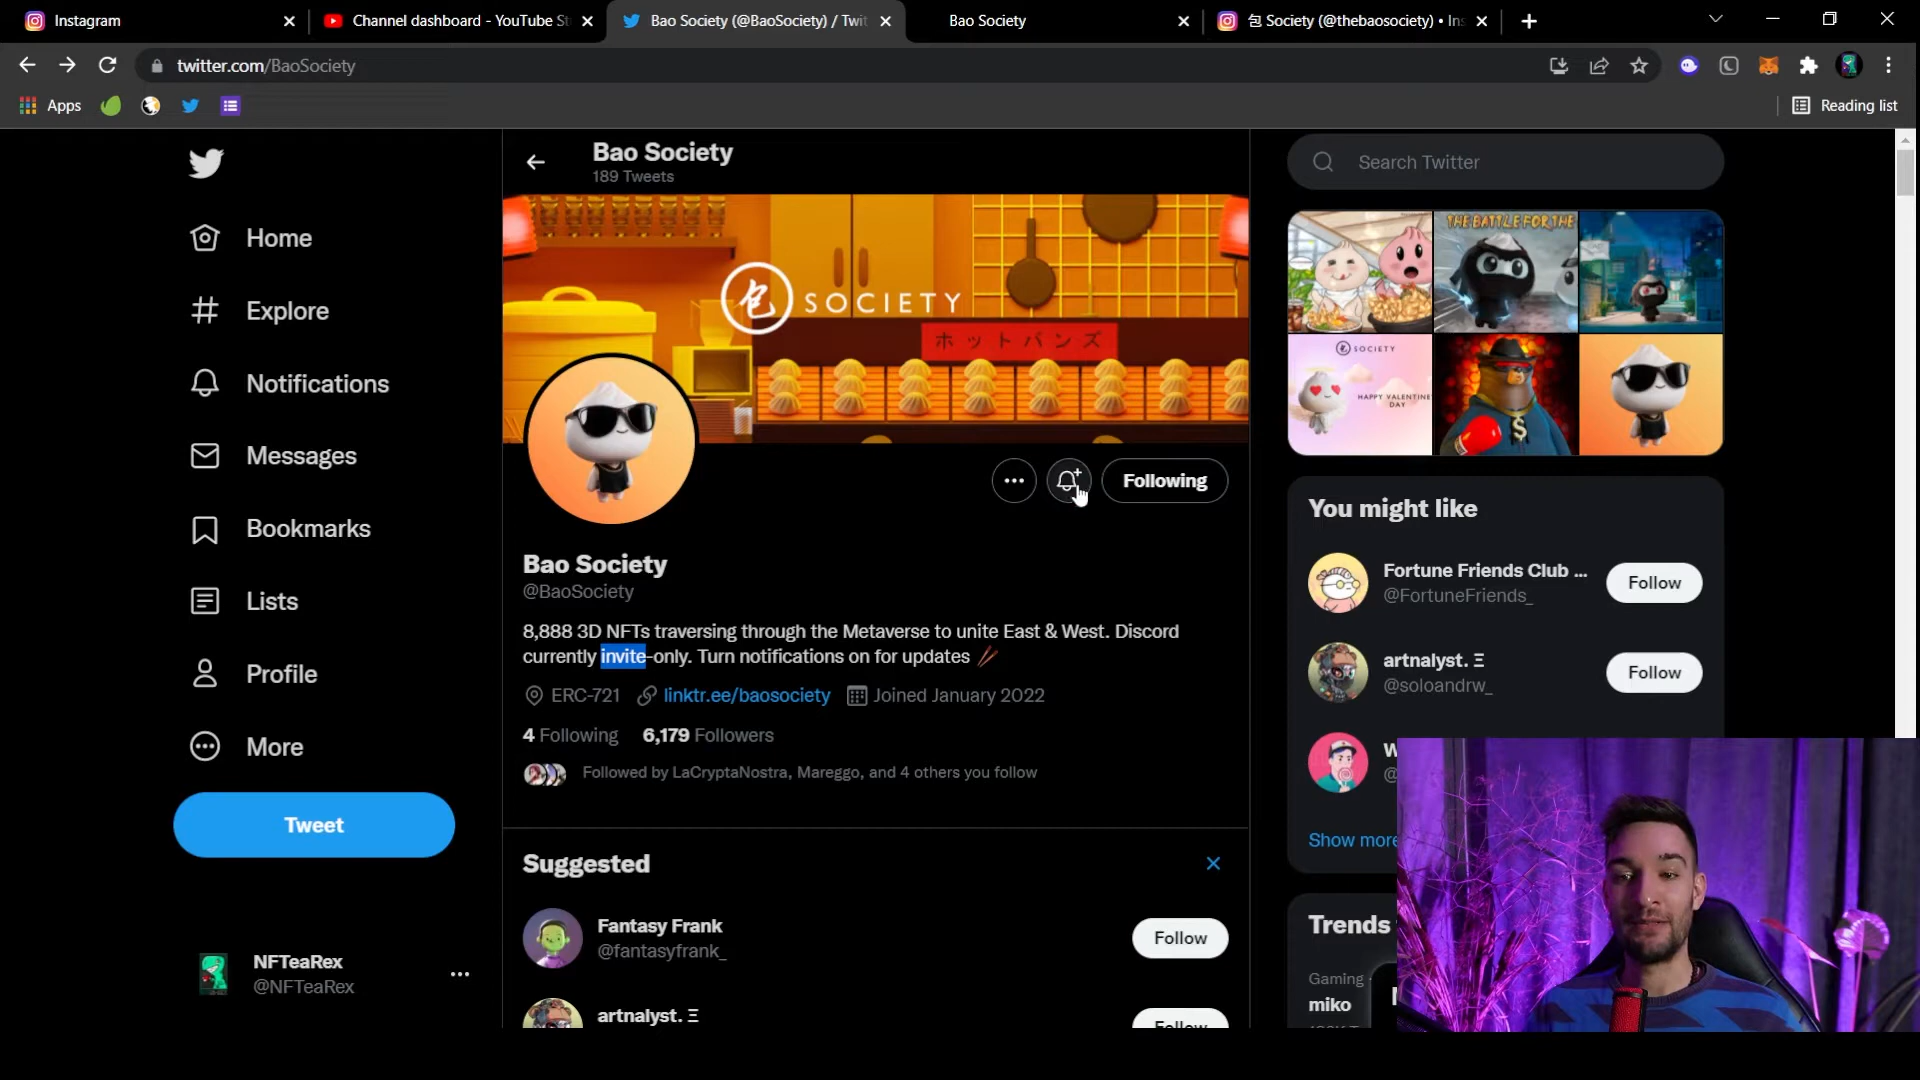 Instagram
Channel dashboard - YouTube St
Bao Society (@BaoSociety) / Twit
Bao Society
包 Society (@thebaosociety) • Ins
twitter.com/BaoSociety
Apps
Reading list
Bao Society
189 Tweets
Search Twitter
Home
Explore
Notifications
Messages
Bookmarks
Lists
Profile
More
Tweet
NFTeaRex
@NFTeaRex
包 SOCIETY
ホットバンズ
THE BATTLE FOR THE
SOCIETY
HAPPY VALENTINE
DAY
Following
Bao Society
@BaoSociety
8,888 3D NFTs traversing through the Metaverse to unite East & West. Discord
currently invite-only. Turn notifications on for updates
ERC-721 linktr.ee/baosociety Joined January 2022
4 Following 6,179 Followers
Followed by LaCryptaNostra, Mareggo, and 4 others you follow
Suggested
Fantasy Frank
@fantasyfrank_
Follow
artnalyst. Ξ
Follow
You might like
Fortune Friends Club ...
@FortuneFriends_
Follow
artnalyst. Ξ
@soloandrw_
Follow
W
@
Show more
Trends
Gaming
miko